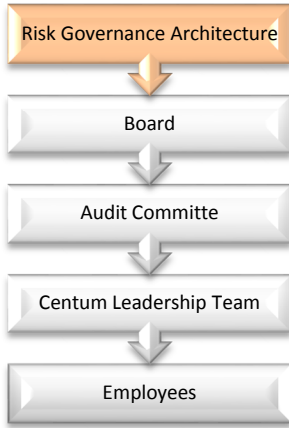 Risk Governance Architecture
Board
Audit Committe
Centum Leadership Team
Employees